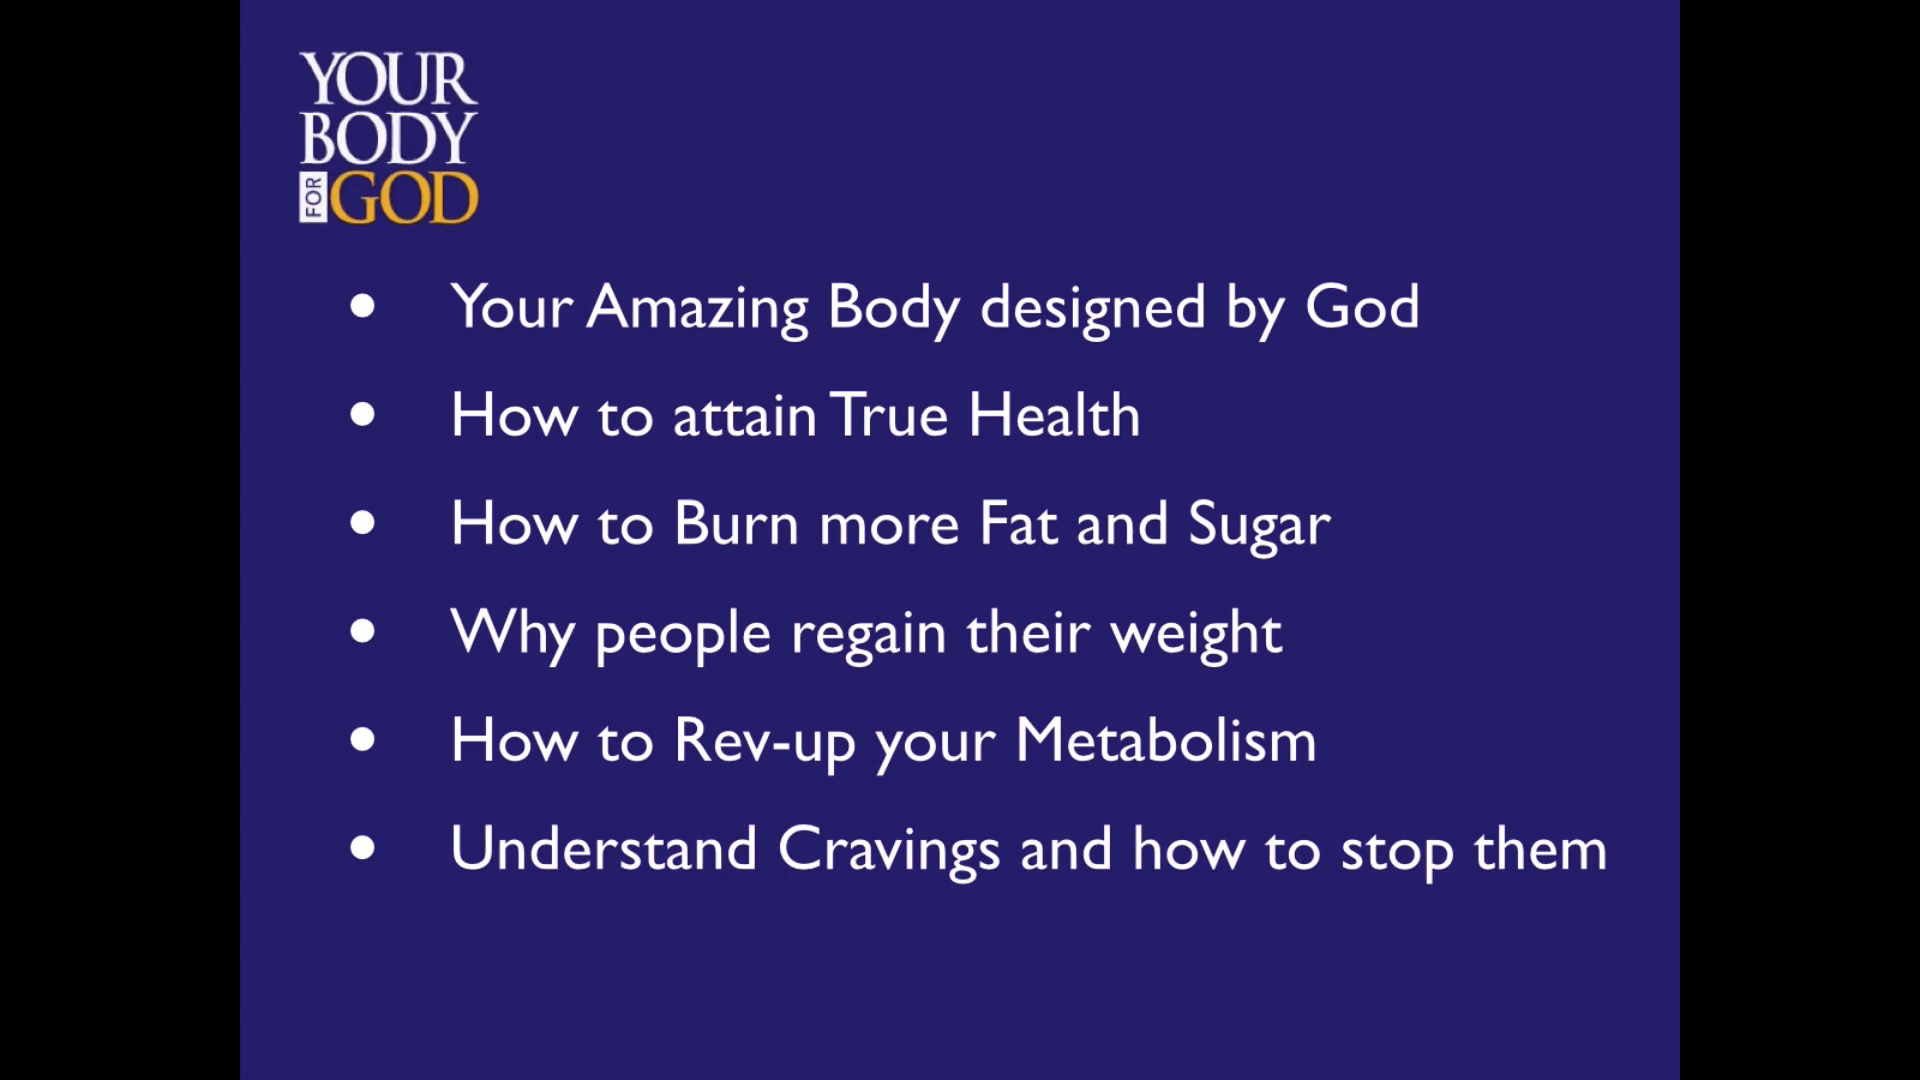 YOUR
BODY
FOR GOD
• Your Amazing Body designed by God
• How to attain True Health
• How to Burn more Fat and Sugar
• Why people regain their weight
• How to Rev-up your Metabolism
• Understand Cravings and how to stop them